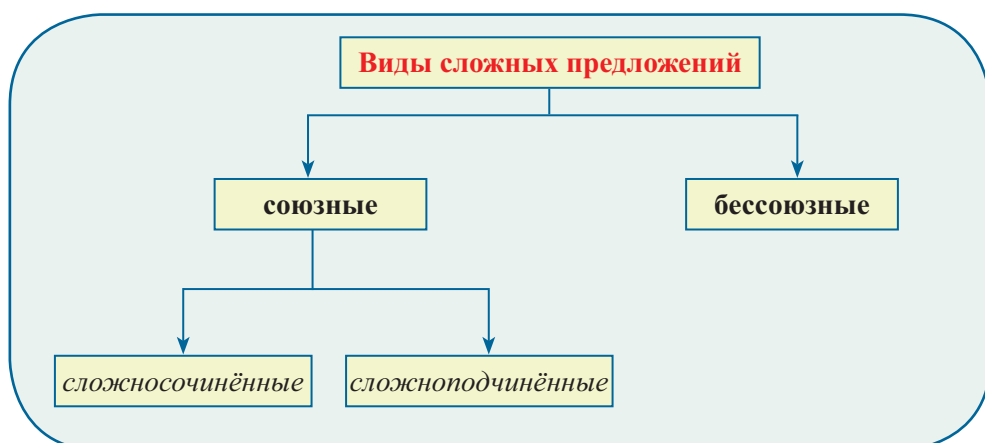 Виды сложных предложений
союзные
бессоюзные
сложносочинённые
сложноподчинённые